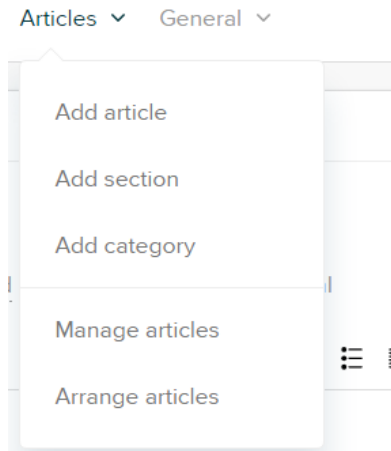 Articles General
Add article
Add section
Add category
Manage articles
Arrange articles